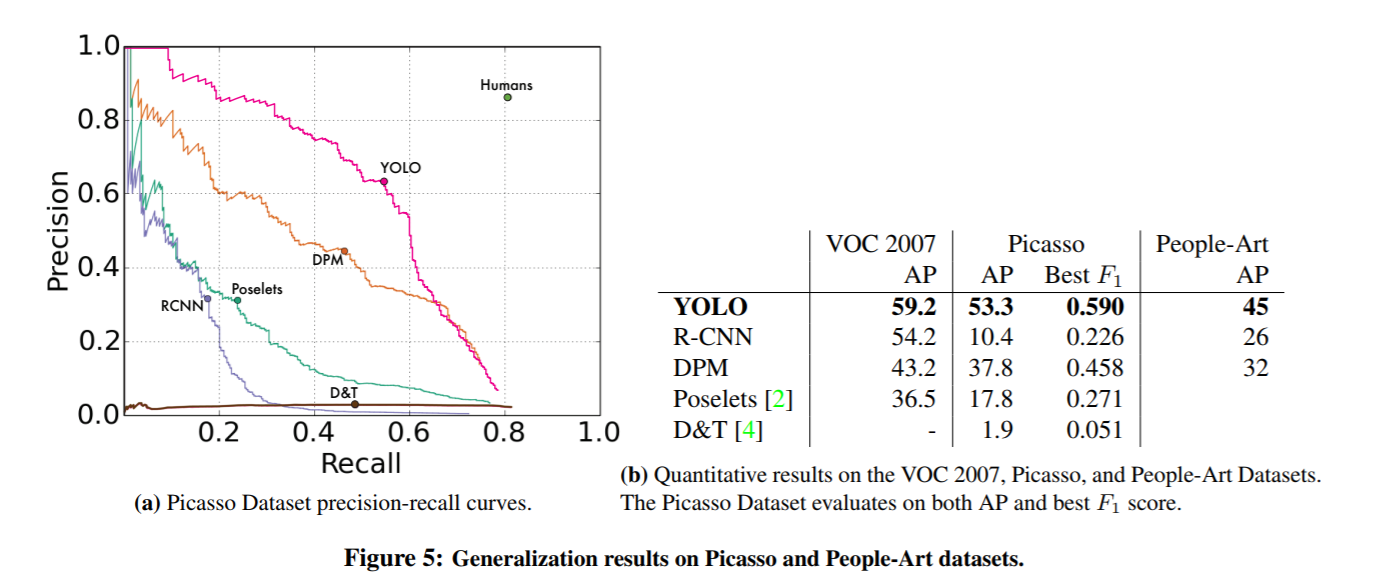 1.0
0.8
0.6
0.4
0.2
0.0
Precision
0.2 0.4 0.6 0.8 1.0
Recall
Humans
YOLO
DPM
Poselets
RCNN
D&T
(a) Picasso Dataset precision-recall curves.
VOC 2007 Picasso People-Art
AP AP Best F1 AP
YOLO 59.2 53.3 0.590 45
R-CNN 54.2 10.4 0.226 26
DPM 43.2 37.8 0.458 32
Poselets [2] 36.5 17.8 0.271
D&T [4] - 1.9 0.051
(b) Quantitative results on the VOC 2007, Picasso, and People-Art Datasets.
The Picasso Dataset evaluates on both AP and best F1 score.
Figure 5: Generalization results on Picasso and People-Art datasets.